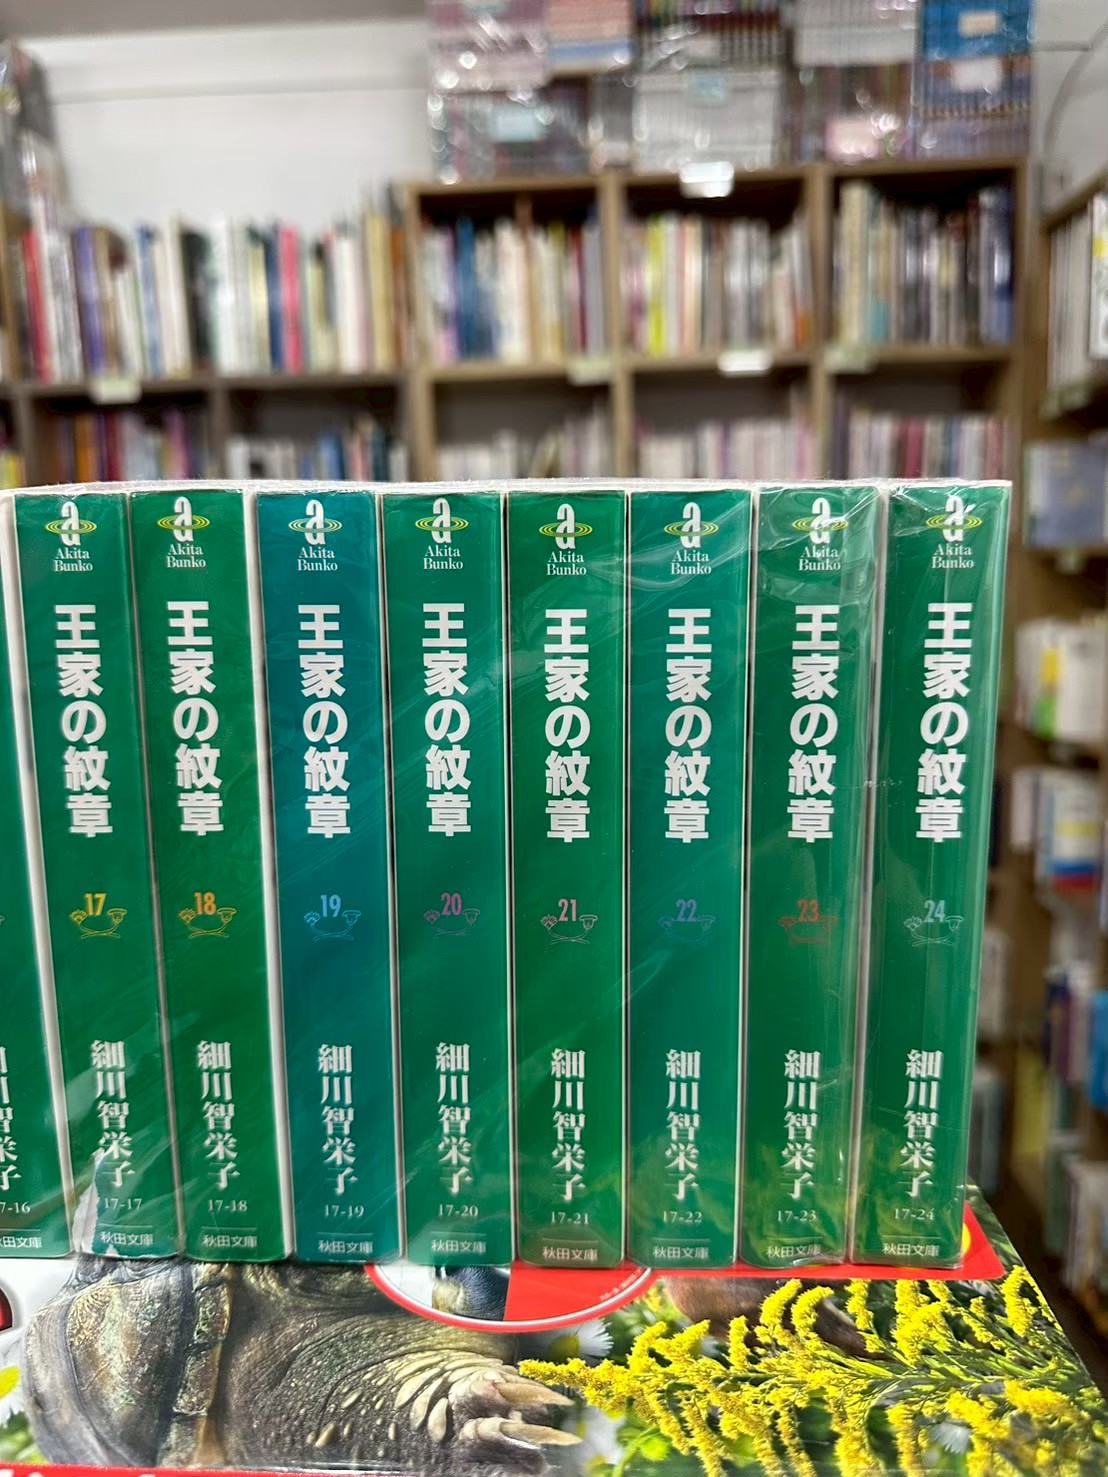 Akita
Bunko
王家の紋章
17
細川智栄子
17-17
秋田文庫
Akita
Bunko
王家の紋章
18
細川智栄子
17-18
秋田文庫
Akita
Bunko
王家の紋章
19
細川智栄子
17-19
秋田文庫
Akita
Bunko
王家の紋章
20
細川智栄子
17-20
秋田文庫
Akita
Bunko
王家の紋章
21
細川智栄子
17-21
秋田文庫
Akita
Bunko
王家の紋章
22
細川智栄子
17-22
秋田文庫
Akita
Bunko
王家の紋章
23
細川智栄子
17-23
秋田文庫
Akita
Bunko
王家の紋章
24
細川智栄子
17-24
秋田文庫